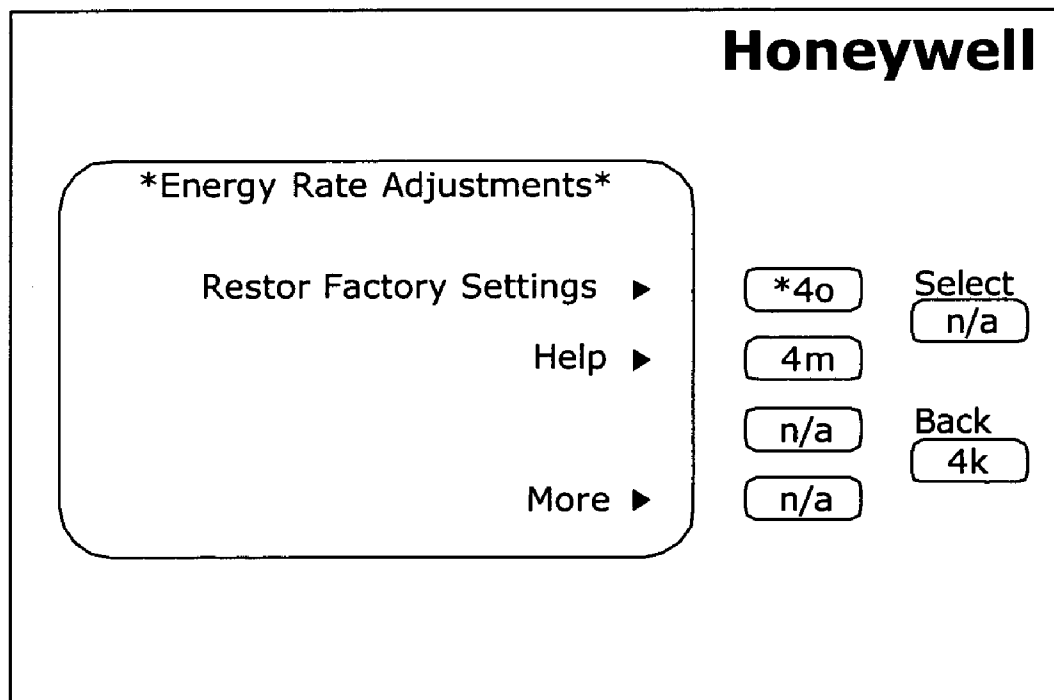 Honeywell
*Energy Rate Adjustments*
Restor Factory Settings ▶ *4o
Select
n/a
Help ▶ 4m
n/a
Back
4k
More ▶ n/a